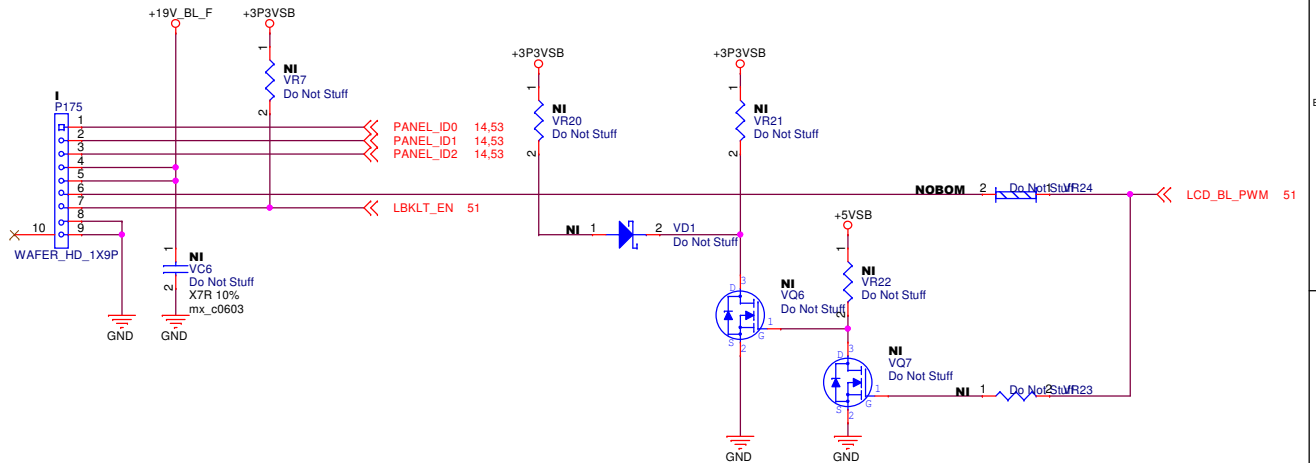 +19V_BL_F
+3P3VSB
1
NI
VR7
Do Not Stuff
2
+3P3VSB
1
NI
VR20
Do Not Stuff
2
+3P3VSB
1
NI
VR21
Do Not Stuff
2
I
P175
1
2
3
4
5
6
7
8
9
10
WAFER_HD_1X9P
PANEL_ID0 14,53
PANEL_ID1 14,53
PANEL_ID2 14,53
LBKLT_EN 51
NOBOM 2 Do Not Stuff 1 VR24
LCD_BL_PWM 51
NI 1 2 VD1
Do Not Stuff
+5VSB
1
NI
VR22
Do Not Stuff
2
1
NI
VC6
Do Not Stuff
2
X7R 10%
mx_c0603
GND
GND
3
D
NI
VQ6
Do Not Stuff
1
G
S
2
GND
3
D
NI
VQ7
Do Not Stuff
1
G
S
2
GND
NI 1 Do Not Stuff 2 VR23
E